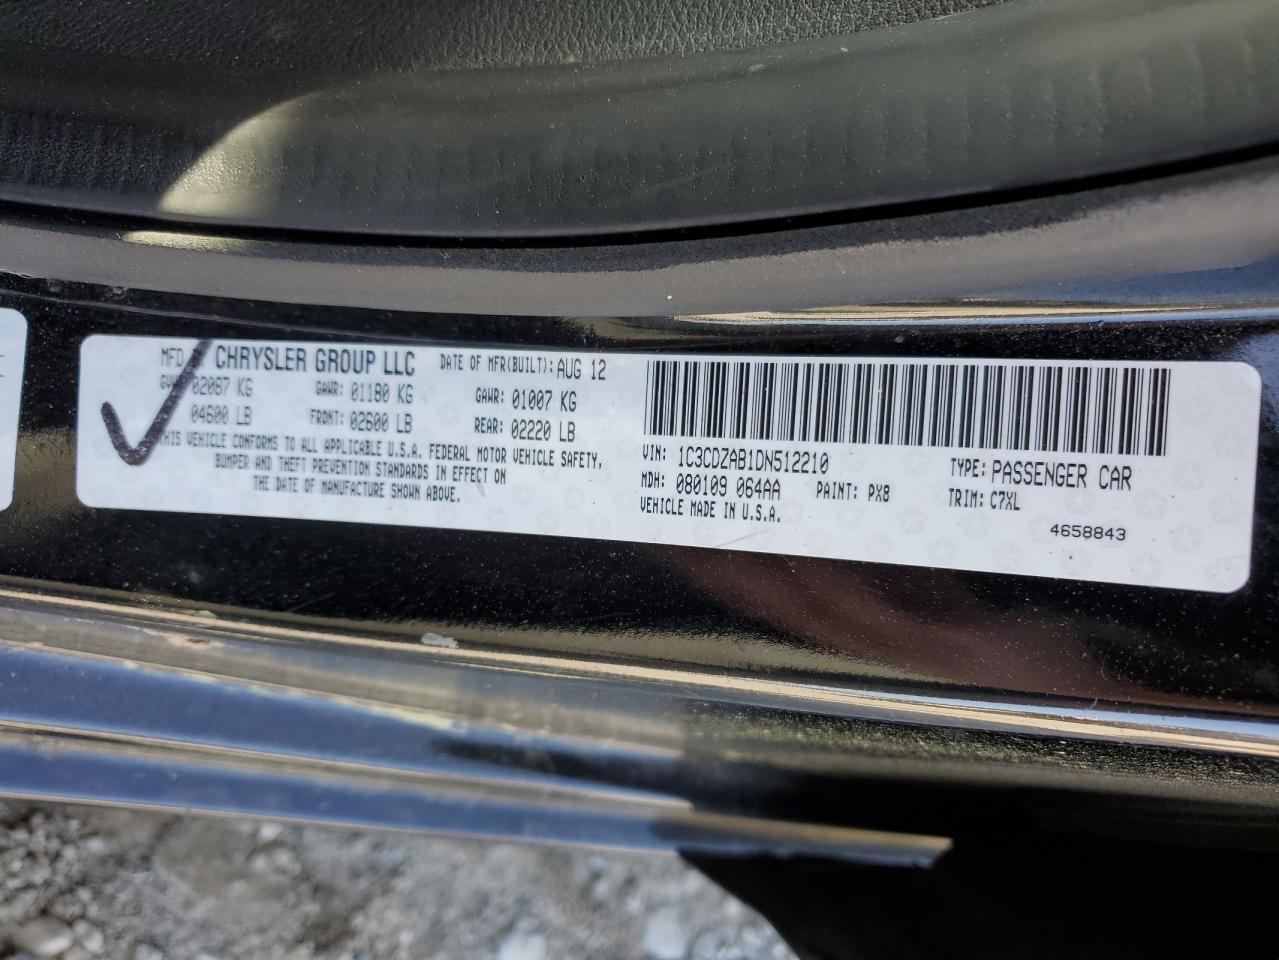 MFD BY CHRYSLER GROUP LLC DATE OF MFR(BUILT): AUG 12
GVWR 02087 KG GAWR: 01180 KG GAWR: 01007 KG
04600 LB FRONT: 02600 LB REAR: 02220 LB
THIS VEHICLE CONFORMS TO ALL APPLICABLE U.S.A. FEDERAL MOTOR VEHICLE SAFETY,
BUMPER AND THEFT PREVENTION STANDARDS IN EFFECT ON
THE DATE OF MANUFACTURE SHOWN ABOVE.
VIN: 1C3CDZAB1DN512210 TYPE: PASSENGER CAR
MDH: 080109 064AA PAINT: PX8 TRIM: C7XL
VEHICLE MADE IN U.S.A.
4658843